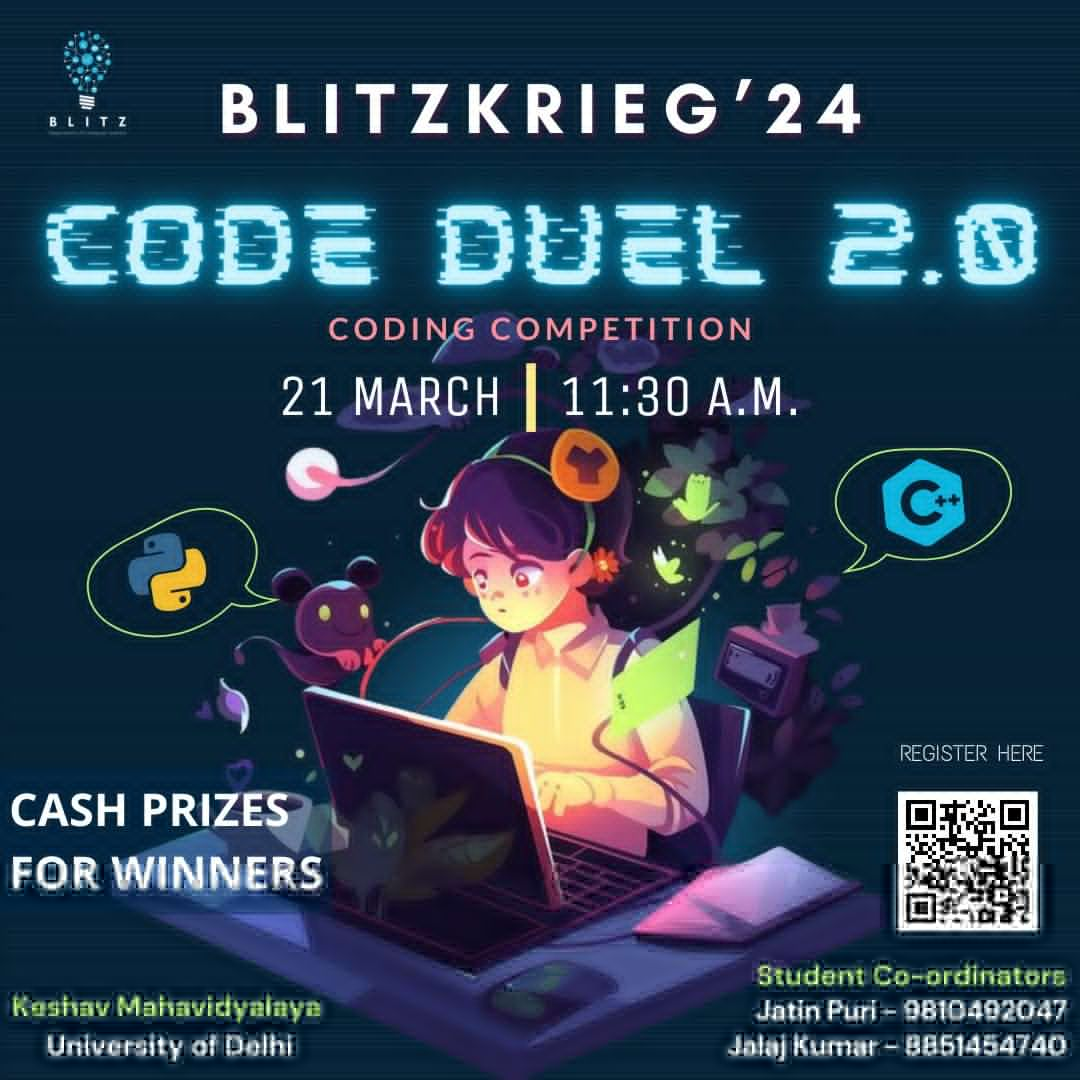 BLITZ
BLITZKRIEG'24
CODE DUEL 2.0
CODING COMPETITION
21 MARCH | 11:30 A.M.
C++
REGISTER HERE
CASH PRIZES
FOR WINNERS
Keshav Mahavidyalaya
University of Delhi
Student Co-ordinators
Jatin Puri - 9810492047
Jalaj Kumar - 8851454740